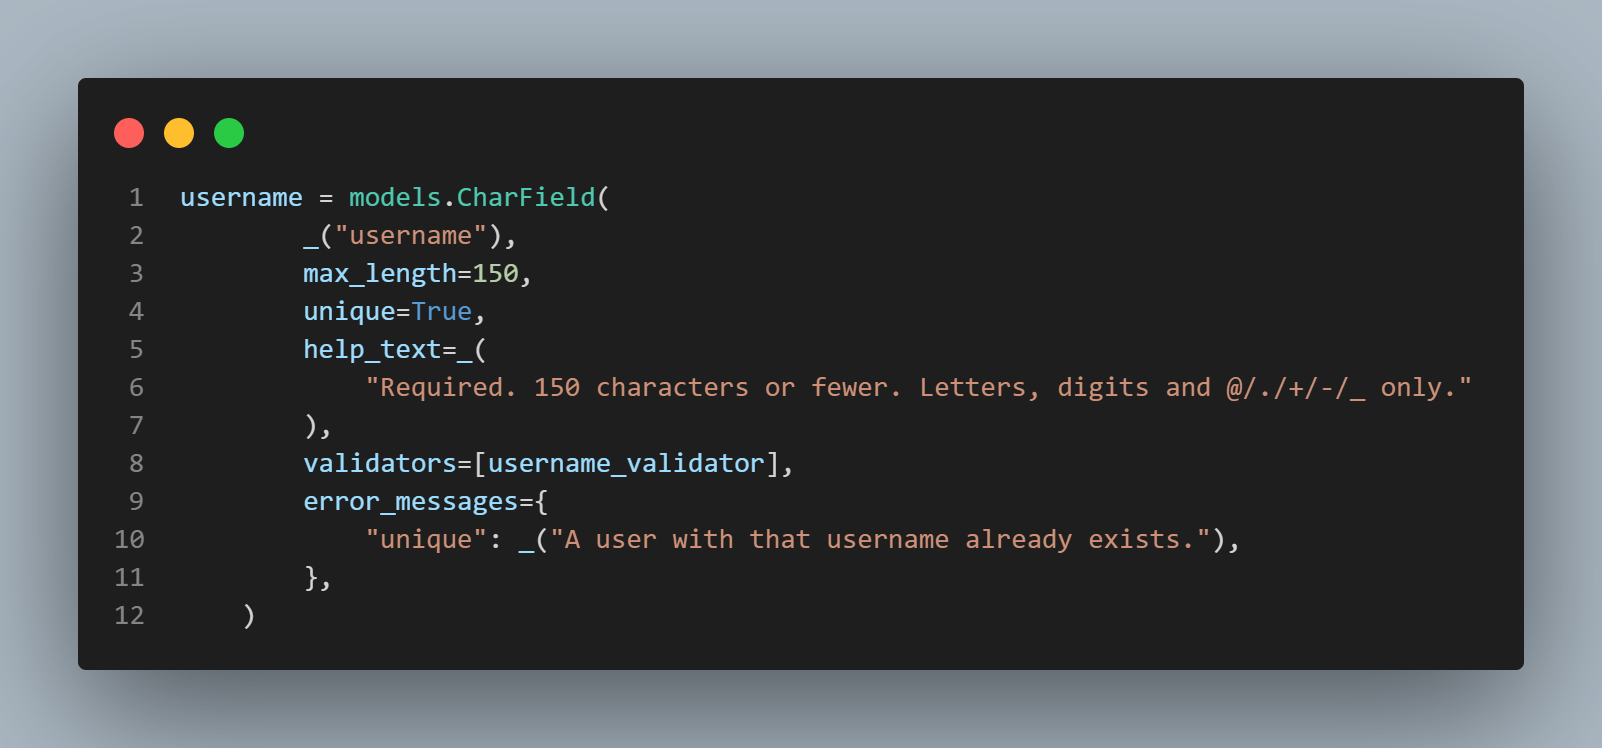 1 username = models.CharField(
2         _("username"),
3         max_length=150,
4         unique=True,
5         help_text=_(
6             "Required. 150 characters or fewer. Letters, digits and @/./+/-/_ only."
7         ),
8         validators=[username_validator],
9         error_messages={
10             "unique": _("A user with that username already exists."),
11         },
12     )